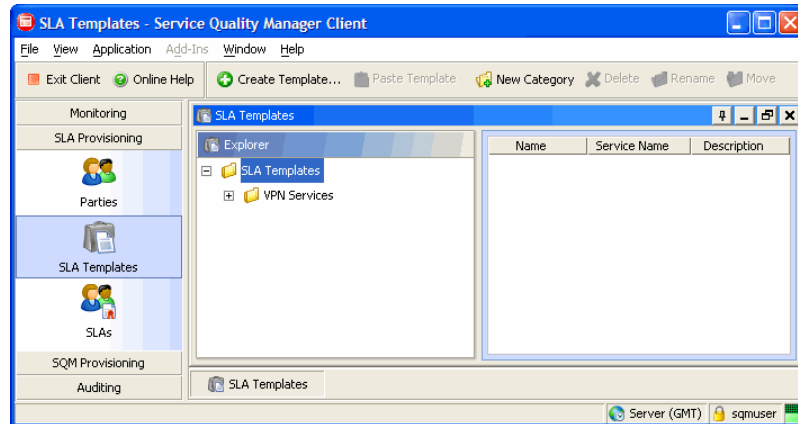 SLA Templates - Service Quality Manager Client
File View Application Add-Ins Window Help
Exit Client Online Help Create Template... Paste Template New Category Delete Rename Move
Monitoring
SLA Provisioning
Parties
SLA Templates
SLAs
SQM Provisioning
Auditing
SLA Templates
Explorer
SLA Templates
VPN Services
Name Service Name Description
SLA Templates
Server (GMT) sqmuser